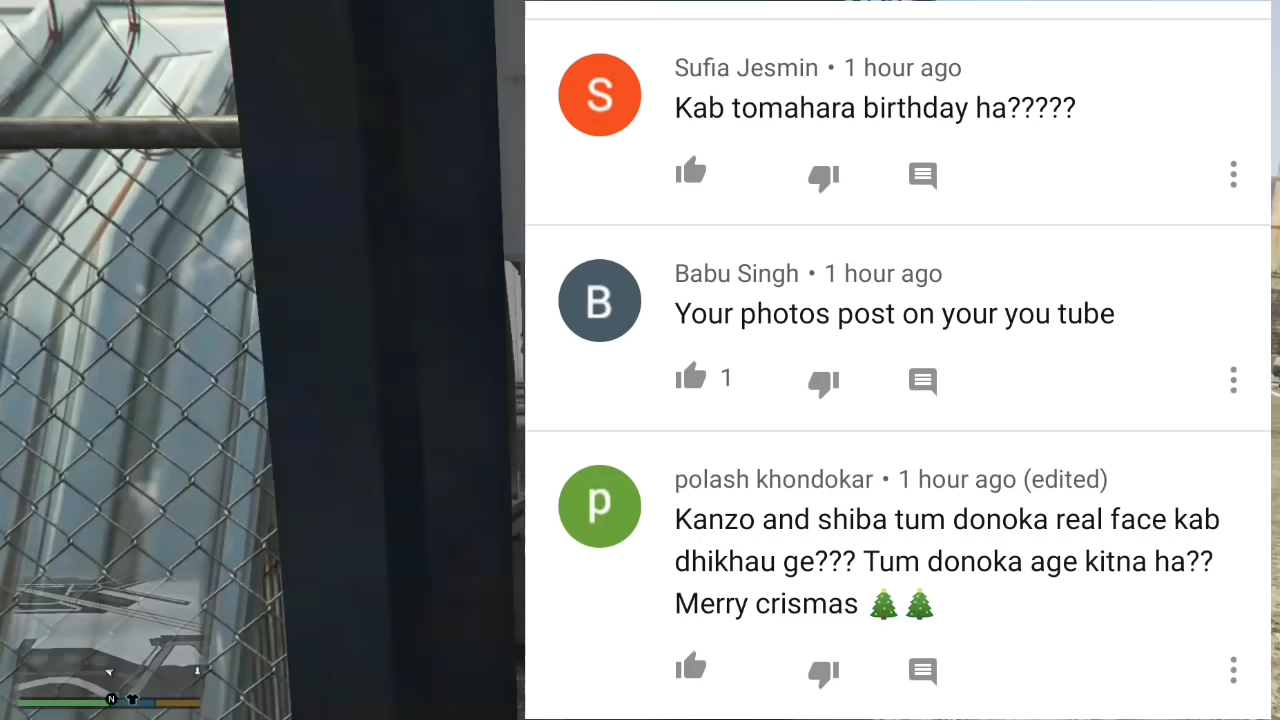 S
Sufia Jesmin • 1 hour ago
Kab tomahara birthday ha?????
B
Babu Singh • 1 hour ago
Your photos post on your you tube
1
p
polash khondokar • 1 hour ago (edited)
Kanzo and shiba tum donoka real face kab
dhikhau ge??? Tum donoka age kitna ha??
Merry crismas 🎄🎄
N